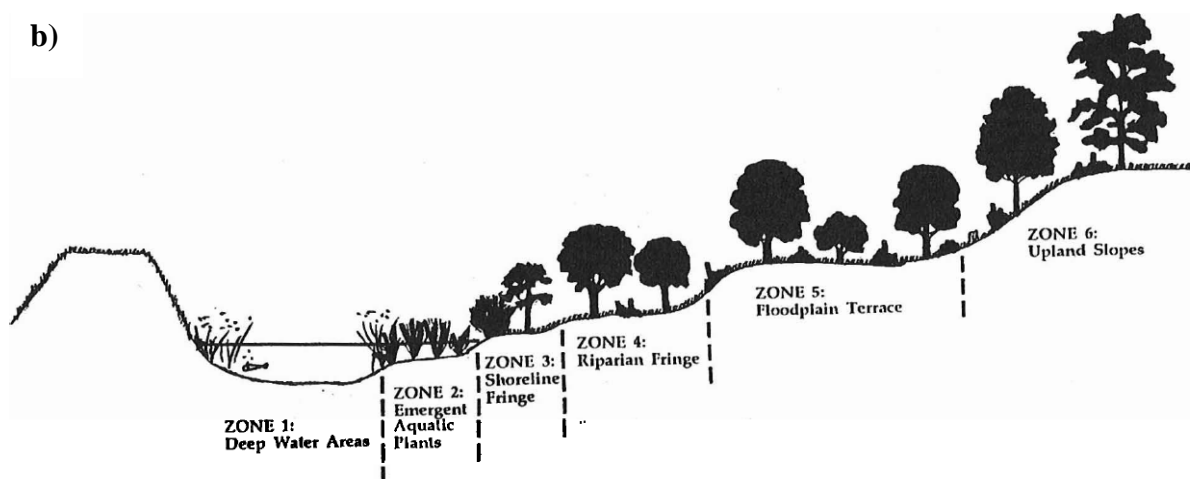 b)
ZONE 6:
Upland Slopes
ZONE 5:
Floodplain Terrace
ZONE 4:
Riparian Fringe
ZONE 3:
Shoreline
Fringe
ZONE 2:
Emergent
Aquatic
Plants
ZONE 1:
Deep Water Areas